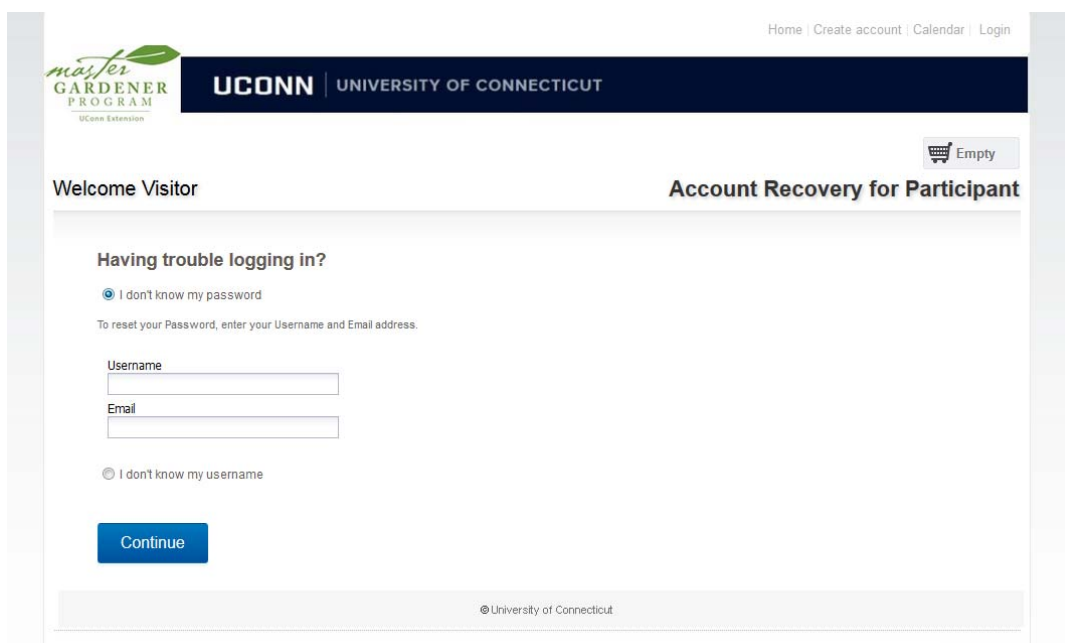 Home | Create account | Calendar | Login
master
GARDENER
PROGRAM
UConn Extension
UCONN | UNIVERSITY OF CONNECTICUT
Empty
Welcome Visitor
Account Recovery for Participant
Having trouble logging in?
I don't know my password
To reset your Password, enter your Username and Email address.
Username
Email
I don't know my username
Continue
© University of Connecticut